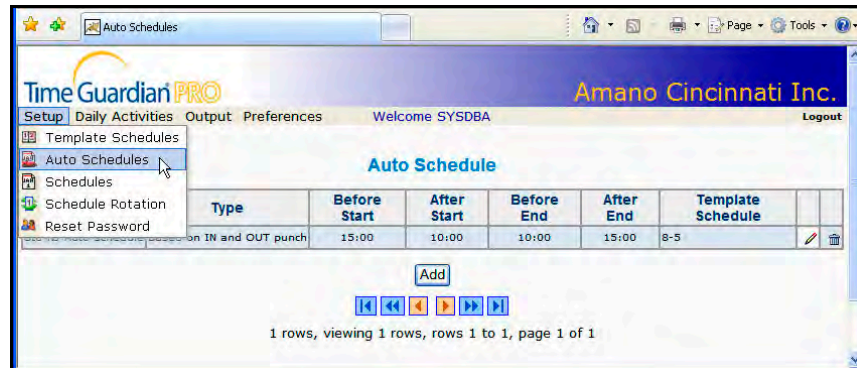 Auto Schedules
Page
Tools
Time Guardian PRO
Amano Cincinnati Inc.
Setup Daily Activities Output Preferences Welcome SYSDBA Logout
Template Schedules
Auto Schedules
Schedules
Schedule Rotation
Reset Password
Auto Schedule
Type Before Start After Start Before End After End Template Schedule
on IN and OUT punch 15:00 10:00 10:00 15:00 8-5
Add
1 rows, viewing 1 rows, rows 1 to 1, page 1 of 1